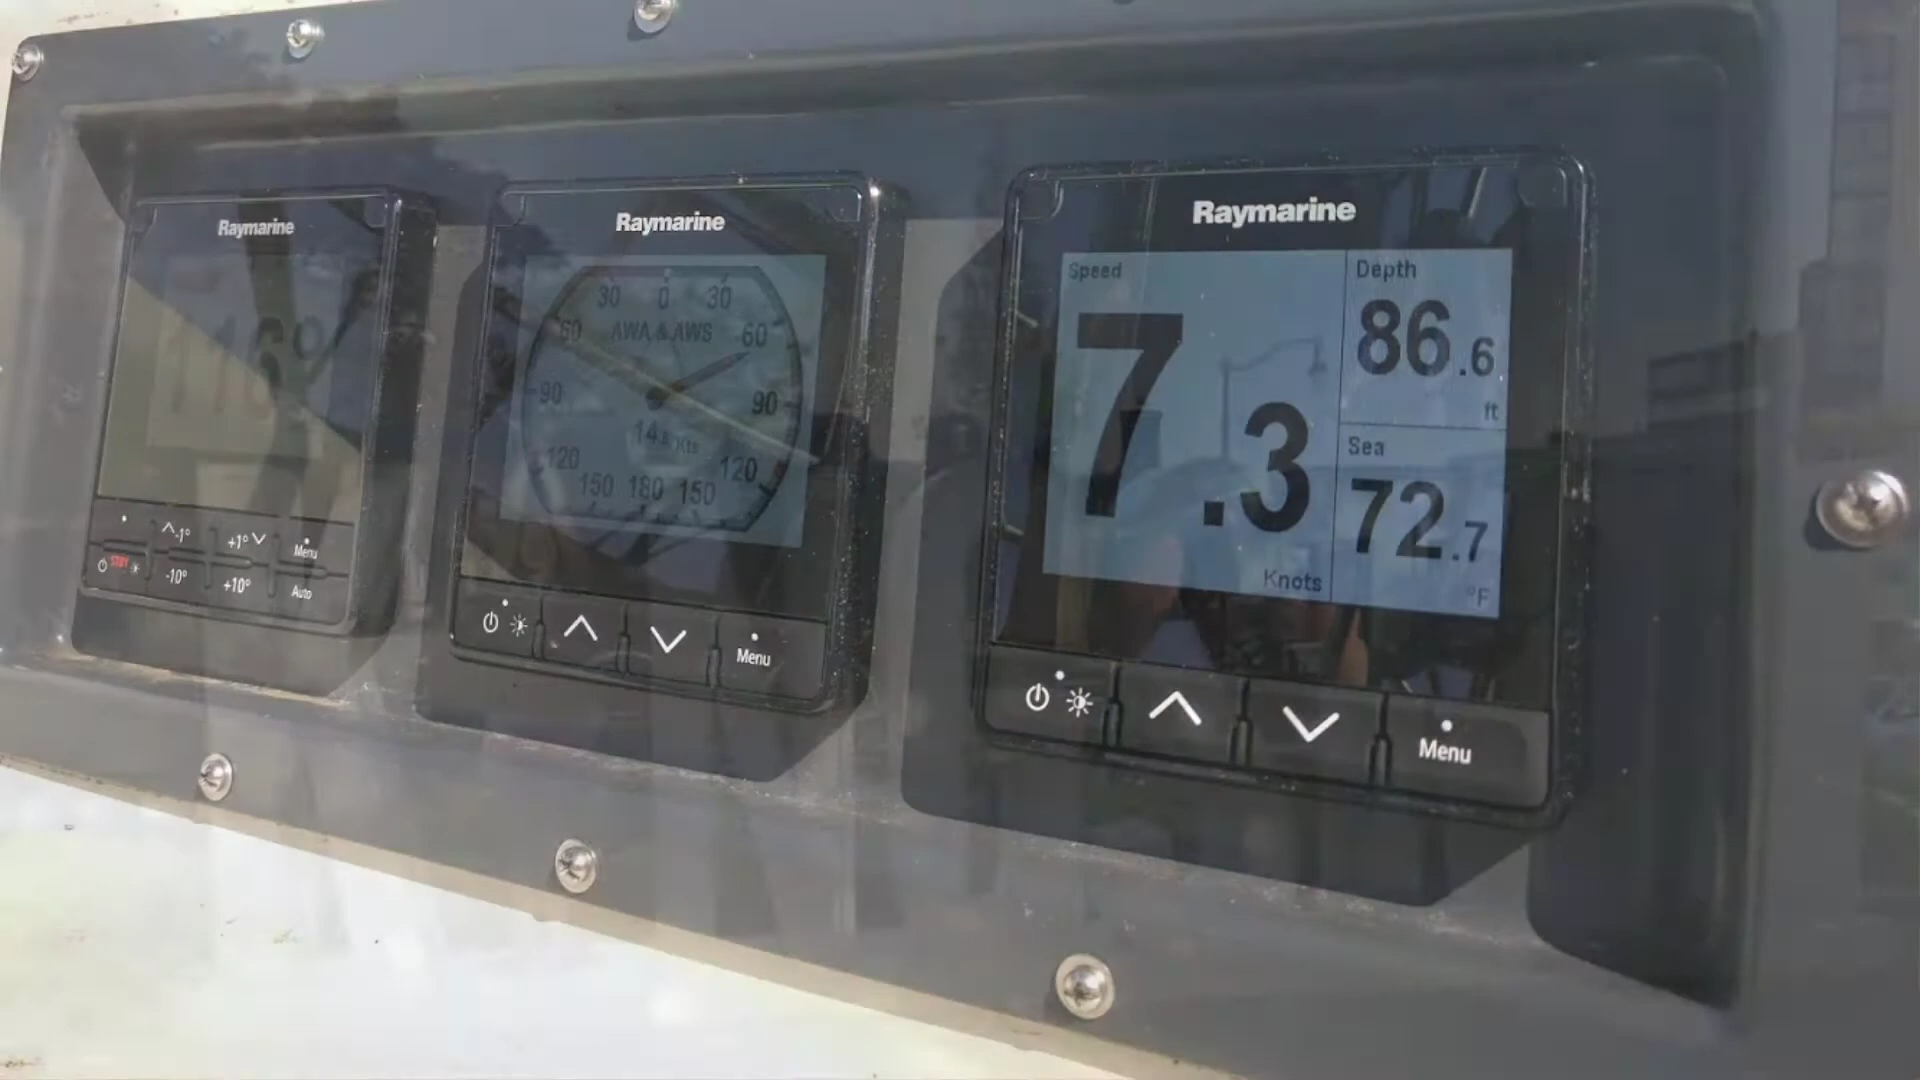 Raymarine
116°
-1°
+1°
Menu
STBY
-10°
+10°
Auto
Raymarine
30 0 30
60 AWA & AWS 60
90 90
14.8 Kts
120 120
150 180 150
Menu
Raymarine
Speed
7.3
Knots
Depth
86.6
ft
Sea
72.7
°F
Menu